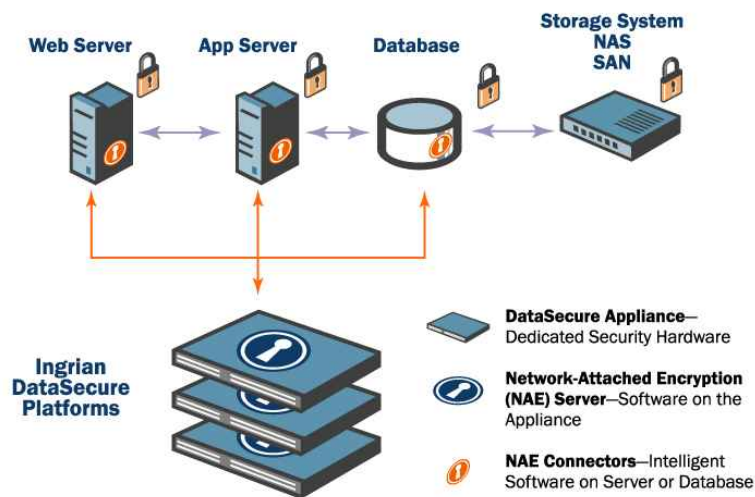 Web Server
App Server
Database
Storage System
NAS
SAN
Ingrian
DataSecure
Platforms
DataSecure Appliance—
Dedicated Security Hardware
Network-Attached Encryption
(NAE) Server—Software on the
Appliance
NAE Connectors—Intelligent
Software on Server or Database